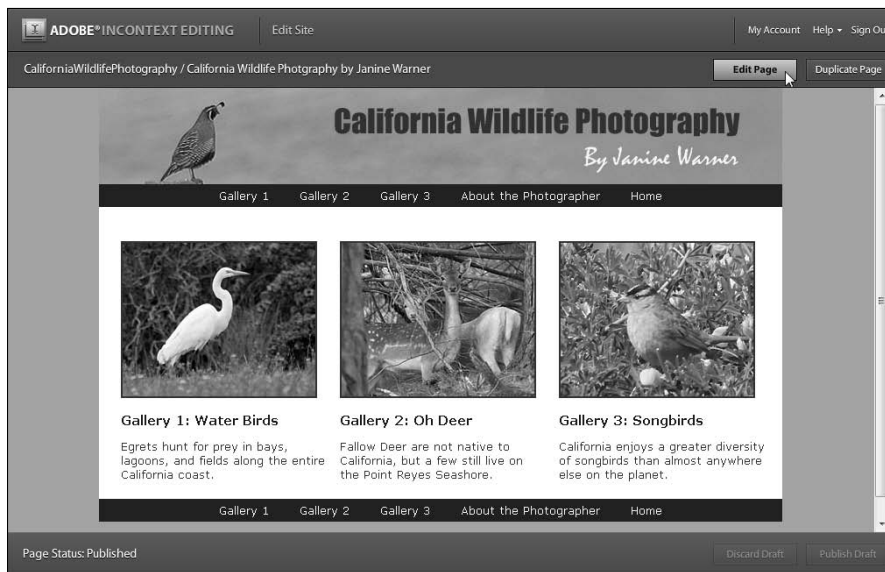 ADOBE® INCONTEXT EDITING Edit Site My Account Help Sign Ou
CaliforniaWildlifePhotography / California Wildlife Photgraphy by Janine Warner Edit Page Duplicate Page
California Wildlife Photography
By Janine Warner
Gallery 1 Gallery 2 Gallery 3 About the Photographer Home
Gallery 1: Water Birds
Egrets hunt for prey in bays,
lagoons, and fields along the entire
California coast.
Gallery 2: Oh Deer
Fallow Deer are not native to
California, but a few still live on
the Point Reyes Seashore.
Gallery 3: Songbirds
California enjoys a greater diversity
of songbirds than almost anywhere
else on the planet.
Gallery 1 Gallery 2 Gallery 3 About the Photographer Home
Page Status: Published Discard Draft Publish Draft